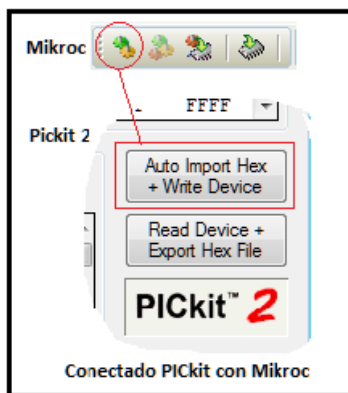 Mikroc
FFFF
Pickit 2
Auto Import Hex
+ Write Device
Read Device +
Export Hex File
PICkit™ 2
Conectado PICkit con Mikroc